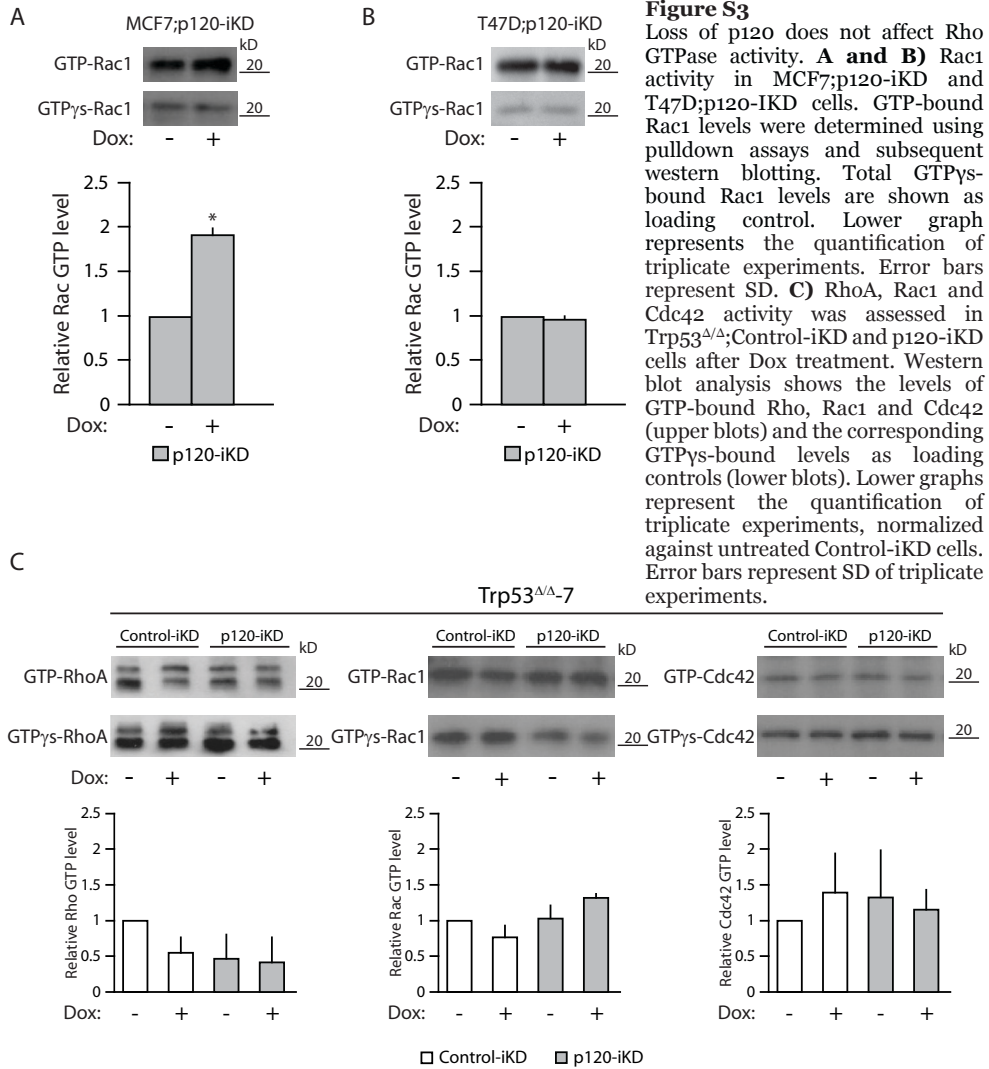 A
MCF7;p120-iKD
kD
GTP-Rac1
20
GTPγs-Rac1
20
Dox: - +
Relative Rac GTP level
2.5
2
1.5
1
0.5
0
*
Dox: - +
p120-iKD
B
T47D;p120-iKD
kD
GTP-Rac1
20
GTPγs-Rac1
20
Dox: - +
Relative Rac GTP level
2.5
2
1.5
1
0.5
0
Dox: - +
p120-iKD
Figure S3
Loss of p120 does not affect Rho
GTPase activity. A and B) Rac1
activity in MCF7;p120-iKD and
T47D;p120-IKD cells. GTP-bound
Rac1 levels were determined using
pulldown assays and subsequent
western blotting. Total GTPγs-
bound Rac1 levels are shown as
loading control. Lower graph
represents the quantification of
triplicate experiments. Error bars
represent SD. C) RhoA, Rac1 and
Cdc42 activity was assessed in
Trp53Δ/Δ;Control-iKD and p120-iKD
cells after Dox treatment. Western
blot analysis shows the levels of
GTP-bound Rho, Rac1 and Cdc42
(upper blots) and the corresponding
GTPγs-bound levels as loading
controls (lower blots). Lower graphs
represent the quantification of
triplicate experiments, normalized
against untreated Control-iKD cells.
Error bars represent SD of triplicate
experiments.
C
Trp53Δ/Δ-7
Control-iKD p120-iKD
kD
GTP-RhoA
20
GTPγs-RhoA
20
Dox: - + - +
Relative Rho GTP level
2.5
2
1.5
1
0.5
0
Dox: - + - +
Control-iKD p120-iKD
kD
GTP-Rac1
20
GTPγs-Rac1
20
- + - +
Relative Rac GTP level
2.5
2
1.5
1
0.5
0
Dox: - + - +
Control-iKD p120-iKD
kD
GTP-Cdc42
20
GTPγs-Cdc42
20
- + - +
Relative Cdc42 GTP level
2.5
2
1.5
1
0.5
0
Dox: - + - +
Control-iKD p120-iKD